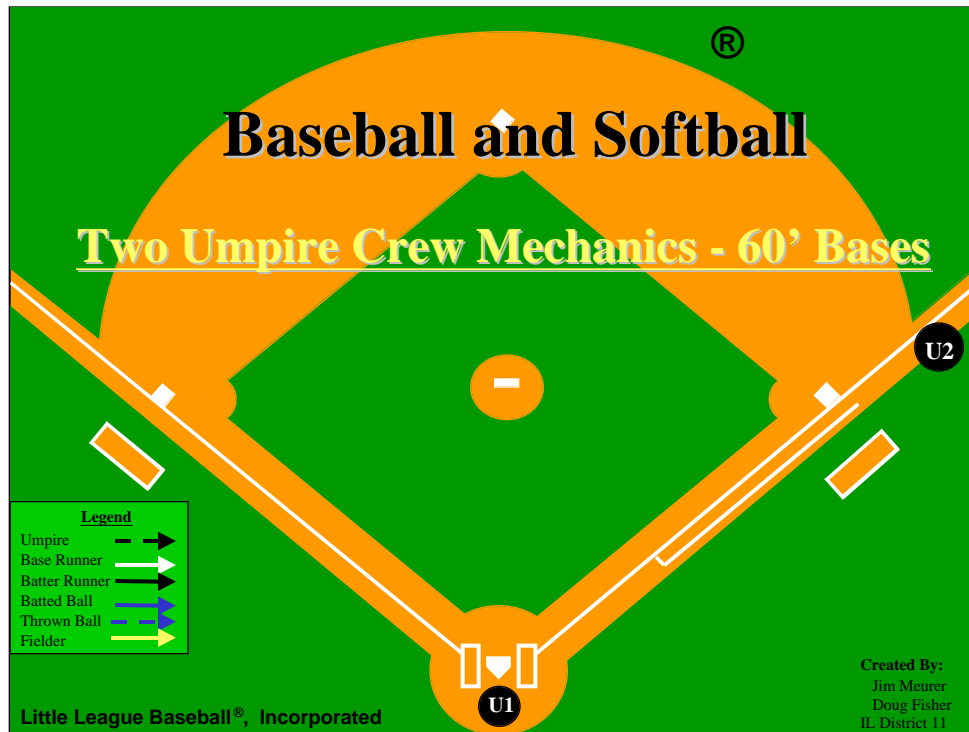 ®
Baseball and Softball
Two Umpire Crew Mechanics - 60’ Bases
U2
Legend
Umpire
Base Runner
Batter Runner
Batted Ball
Thrown Ball
Fielder
U1
Created By:
Jim Meurer
Doug Fisher
IL District 11
Little League Baseball®, Incorporated